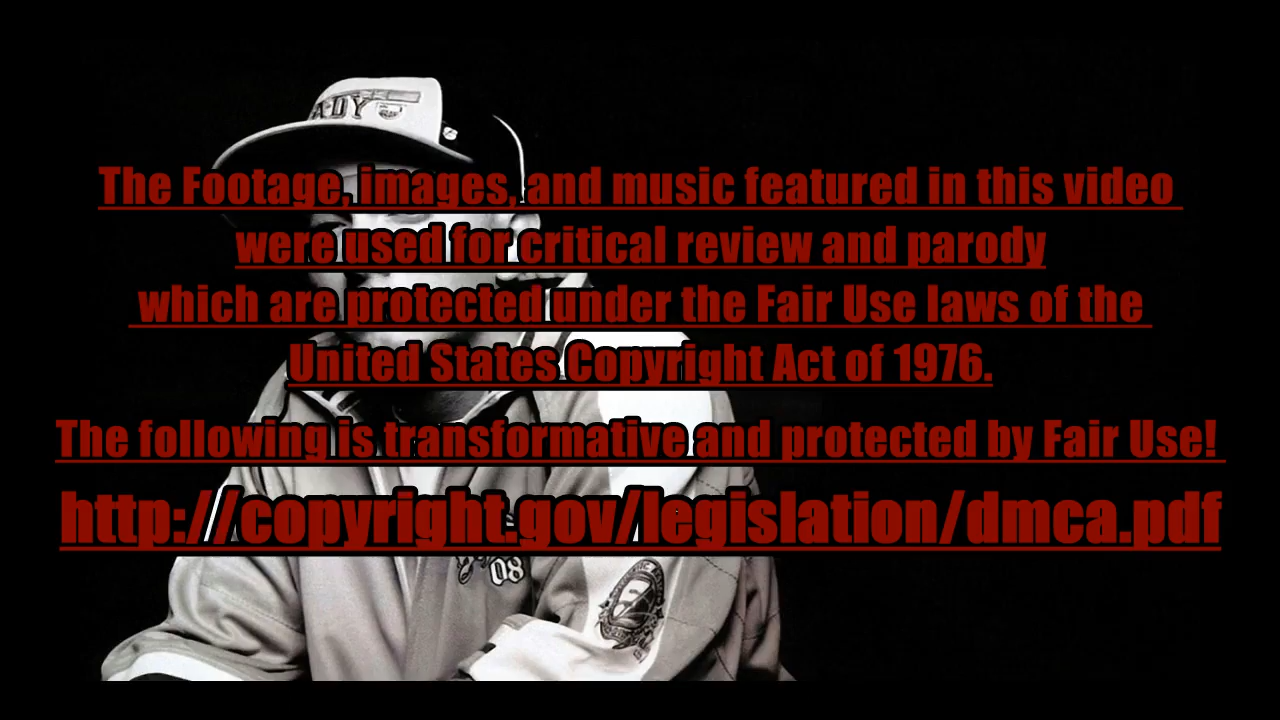 ADY
The Footage, images, and music featured in this video
were used for critical review and parody
which are protected under the Fair Use laws of the
United States Copyright Act of 1976.
The following is transformative and protected by Fair Use!
http://copyright.gov/legislation/dmca.pdf
08